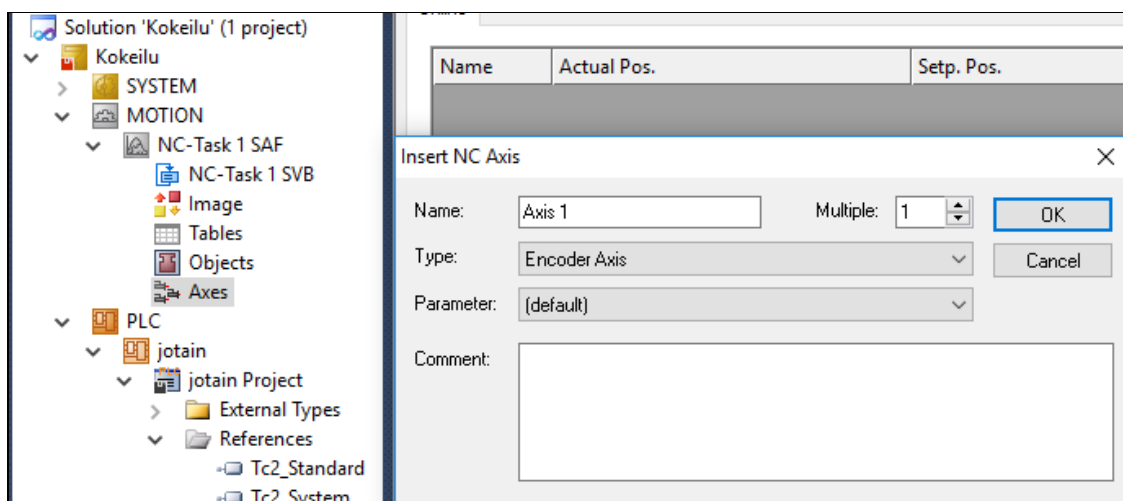 Solution 'Kokeilu' (1 project)
Kokeilu
SYSTEM
MOTION
NC-Task 1 SAF
NC-Task 1 SVB
Image
Tables
Objects
Axes
PLC
jotain
jotain Project
External Types
References
Tc2_Standard
Tc2_System
Name Actual Pos. Setp. Pos.
Insert NC Axis
Name: Axis 1 Multiple: 1 OK
Type: Encoder Axis Cancel
Parameter: (default)
Comment: